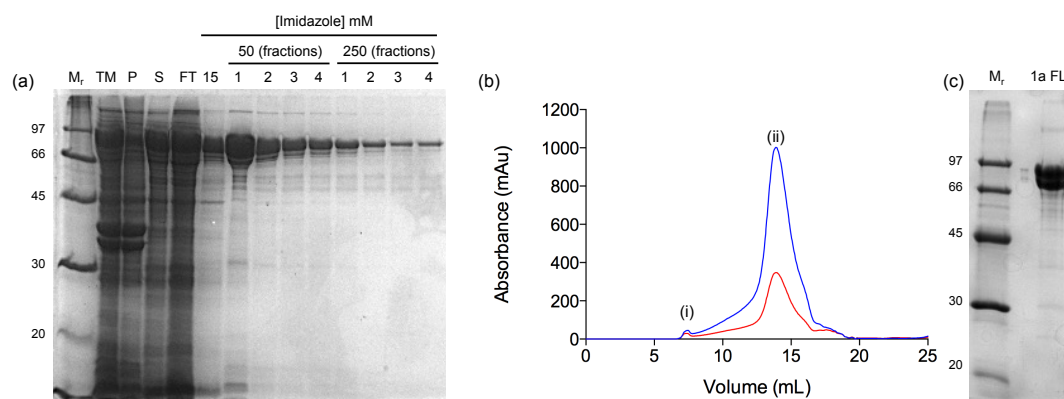 [Imidazole] mM
50 (fractions) 250 (fractions)
(a) Mr TM P S FT 15 1 2 3 4 1 2 3 4
97
66
45
30
20
(b)
1200
1000
800
600
400
200
0
Absorbance (mAu)
(i)
(ii)
0 5 10 15 20 25
Volume (mL)
(c) Mr 1a FL
97
66
45
30
20